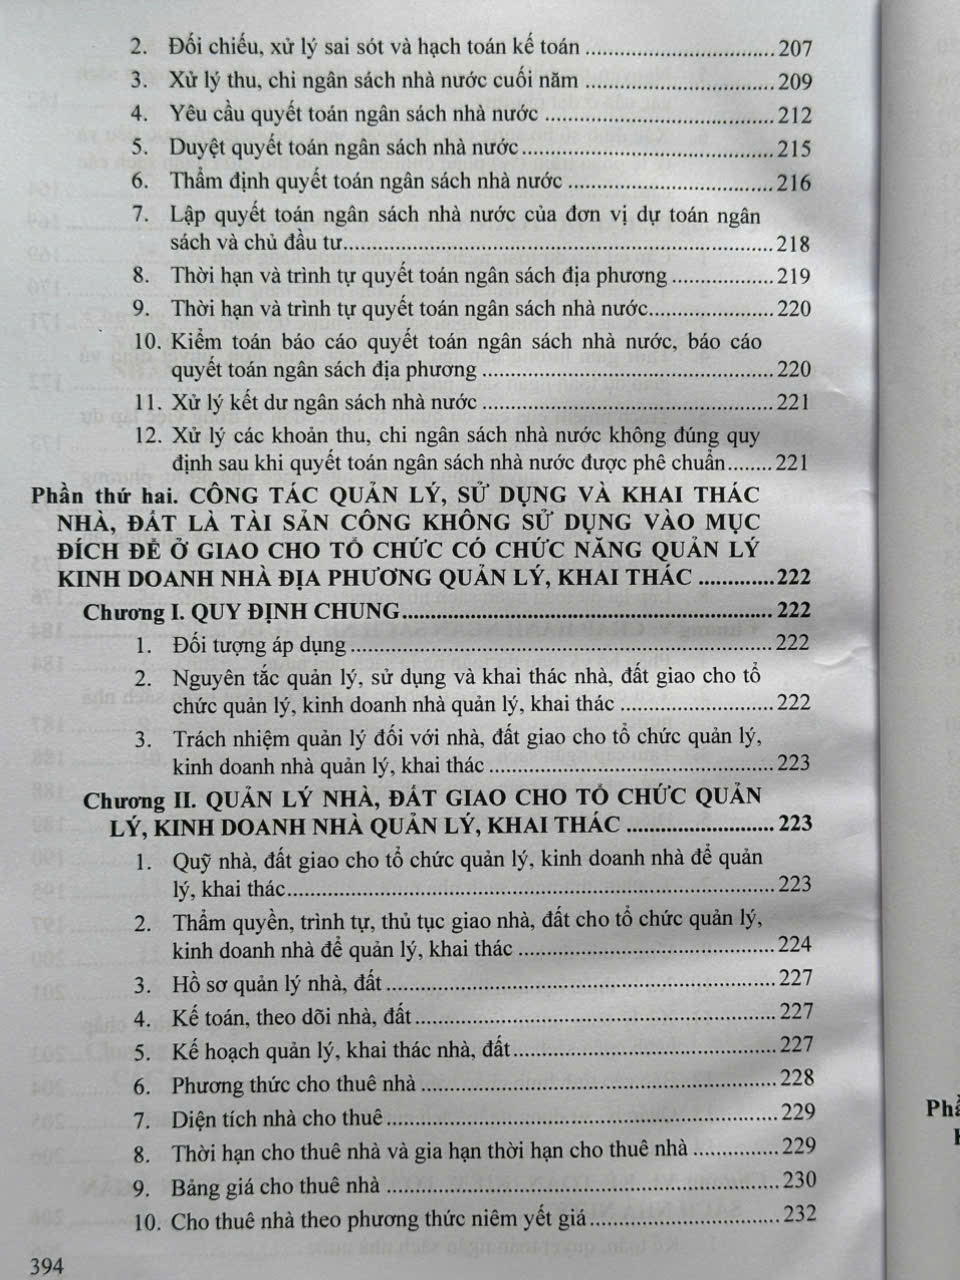 2. Đối chiếu, xử lý sai sót và hạch toán kế toán ........................ 207
3. Xử lý thu, chi ngân sách nhà nước cuối năm ........................ 209
4. Yêu cầu quyết toán ngân sách nhà nước ........................ 212
5. Duyệt quyết toán ngân sách nhà nước ........................ 215
6. Thẩm định quyết toán ngân sách nhà nước ........................ 216
7. Lập quyết toán ngân sách nhà nước của đơn vị dự toán ngân
sách và chủ đầu tư ........................ 218
8. Thời hạn và trình tự quyết toán ngân sách địa phương ........................ 219
9. Thời hạn và trình tự quyết toán ngân sách nhà nước ........................ 220
10. Kiểm toán báo cáo quyết toán ngân sách nhà nước, báo cáo
quyết toán ngân sách địa phương ........................ 220
11. Xử lý kết dư ngân sách nhà nước ........................ 221
12. Xử lý các khoản thu, chi ngân sách nhà nước không đúng quy
định sau khi quyết toán ngân sách nhà nước được phê chuẩn ........ 221
Phần thứ hai. CÔNG TÁC QUẢN LÝ, SỬ DỤNG VÀ KHAI THÁC
NHÀ, ĐẤT LÀ TÀI SẢN CÔNG KHÔNG SỬ DỤNG VÀO MỤC
ĐÍCH ĐỂ Ở GIAO CHO TỔ CHỨC CÓ CHỨC NĂNG QUẢN LÝ
KINH DOANH NHÀ ĐỊA PHƯƠNG QUẢN LÝ, KHAI THÁC ............ 222
Chương I. QUY ĐỊNH CHUNG ........................ 222
1. Đối tượng áp dụng ........................ 222
2. Nguyên tắc quản lý, sử dụng và khai thác nhà, đất giao cho tổ
chức quản lý, kinh doanh nhà quản lý, khai thác ........................ 222
3. Trách nhiệm quản lý đối với nhà, đất giao cho tổ chức quản lý,
kinh doanh nhà quản lý, khai thác ........................ 223
Chương II. QUẢN LÝ NHÀ, ĐẤT GIAO CHO TỔ CHỨC QUẢN
LÝ, KINH DOANH NHÀ QUẢN LÝ, KHAI THÁC ........................ 223
1. Quỹ nhà, đất giao cho tổ chức quản lý, kinh doanh nhà để quản
lý, khai thác ........................ 223
2. Thẩm quyền, trình tự, thủ tục giao nhà, đất cho tổ chức quản lý,
kinh doanh nhà để quản lý, khai thác ........................ 224
3. Hồ sơ quản lý nhà, đất ........................ 227
4. Kế toán, theo dõi nhà, đất ........................ 227
5. Kế hoạch quản lý, khai thác nhà, đất ........................ 227
6. Phương thức cho thuê nhà ........................ 228
7. Diện tích nhà cho thuê ........................ 229
8. Thời hạn cho thuê nhà và gia hạn thời hạn cho thuê nhà ............ 229
9. Bảng giá cho thuê nhà ........................ 230
10. Cho thuê nhà theo phương thức niêm yết giá ........................ 232
394